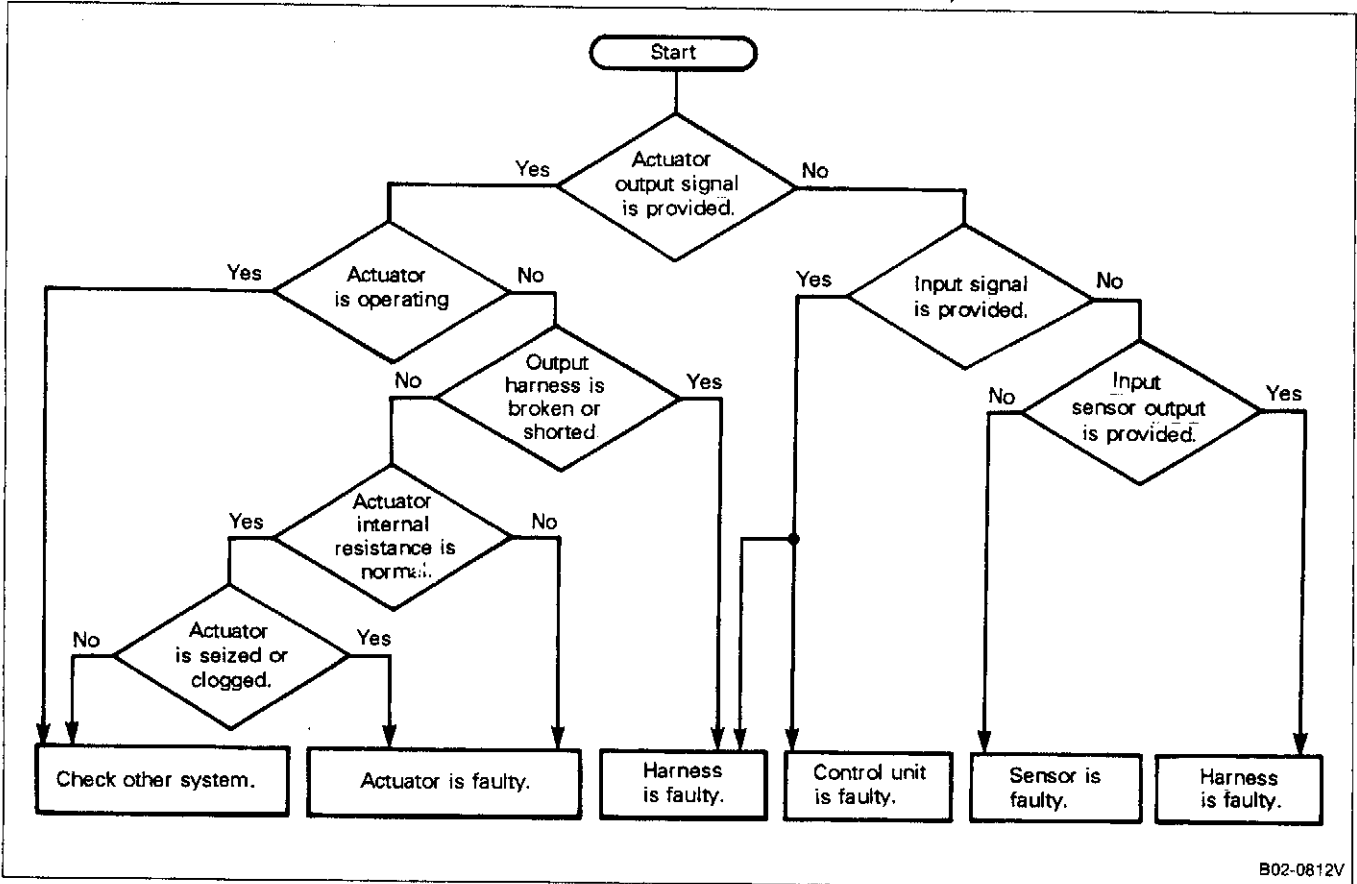 Start
Yes
Actuator
output signal
is provided.
No
Yes
Actuator
is operating
No
Yes
Input signal
is provided.
No
No
Output
harness is
broken or
shorted
Yes
No
Input
sensor output
is provided.
Yes
Yes
Actuator
internal
resistance is
normal.
No
No
Actuator
is seized or
clogged.
Yes
Check other system.
Actuator is faulty.
Harness
is faulty.
Control unit
is faulty.
Sensor is
faulty.
Harness
is faulty.
B02-0812V